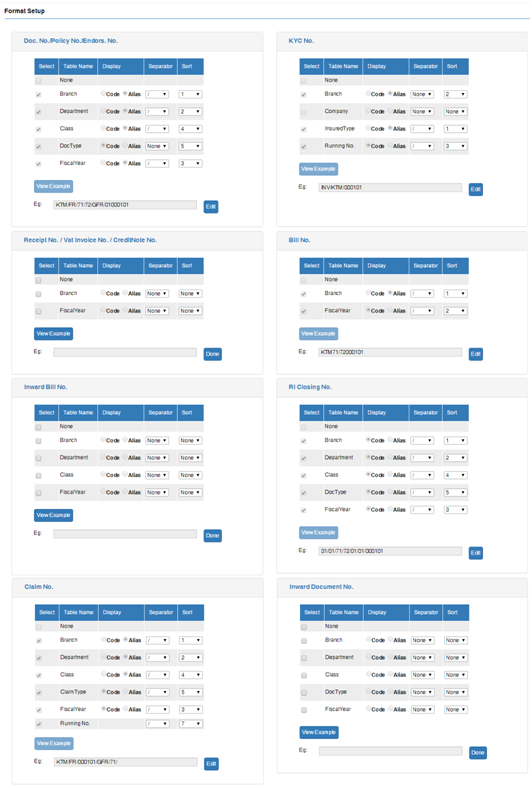 Format Setup
Doc. No./Policy No./Endors. No.
Select Table Name Display Separator Sort
None
Branch Code Alias / 1
Department Code Alias / 2
Class Code Alias / 4
DocType Code Alias None 5
FiscalYear Code Alias / 3
View Example
Eg: KTM/FR/71/72/QFR/01000101 Edit
KYC No.
Select Table Name Display Separator Sort
None
Branch Code Alias None 2
Company Code Alias None None
InsuredType Code Alias / 1
Running No. Code Alias / 3
View Example
Eg: INV/KTM/000101 Edit
Receipt No. / Vat Invoice No. / CreditNote No.
Select Table Name Display Separator Sort
None
Branch Code Alias None None
FiscalYear Code Alias None None
View Example
Eg: Done
Bill No.
Select Table Name Display Separator Sort
None
Branch Code Alias / 1
FiscalYear Code Alias / 2
View Example
Eg: KTM71/72000101 Edit
Inward Bill No.
Select Table Name Display Separator Sort
None
Branch Code Alias None None
Department Code Alias None None
Class Code Alias None None
FiscalYear Code Alias None None
View Example
Eg: Done
RI Closing No.
Select Table Name Display Separator Sort
None
Branch Code Alias / 1
Department Code Alias / 2
Class Code Alias / 4
DocType Code Alias / 5
FiscalYear Code Alias / 3
View Example
Eg: 01/01/71/72/01/01/000101 Edit
Claim No.
Select Table Name Display Separator Sort
None
Branch Code Alias / 1
Department Code Alias / 2
Class Code Alias / 4
ClaimType Code Alias / 5
FiscalYear Code Alias / 3
Running No. / 7
View Example
Eg: KTM/FR/000101/QFR/71/ Edit
Inward Document No.
Select Table Name Display Separator Sort
None
Branch Code Alias None None
Department Code Alias None None
Class Code Alias None None
DocType Code Alias None None
FiscalYear Code Alias None None
View Example
Eg: Done